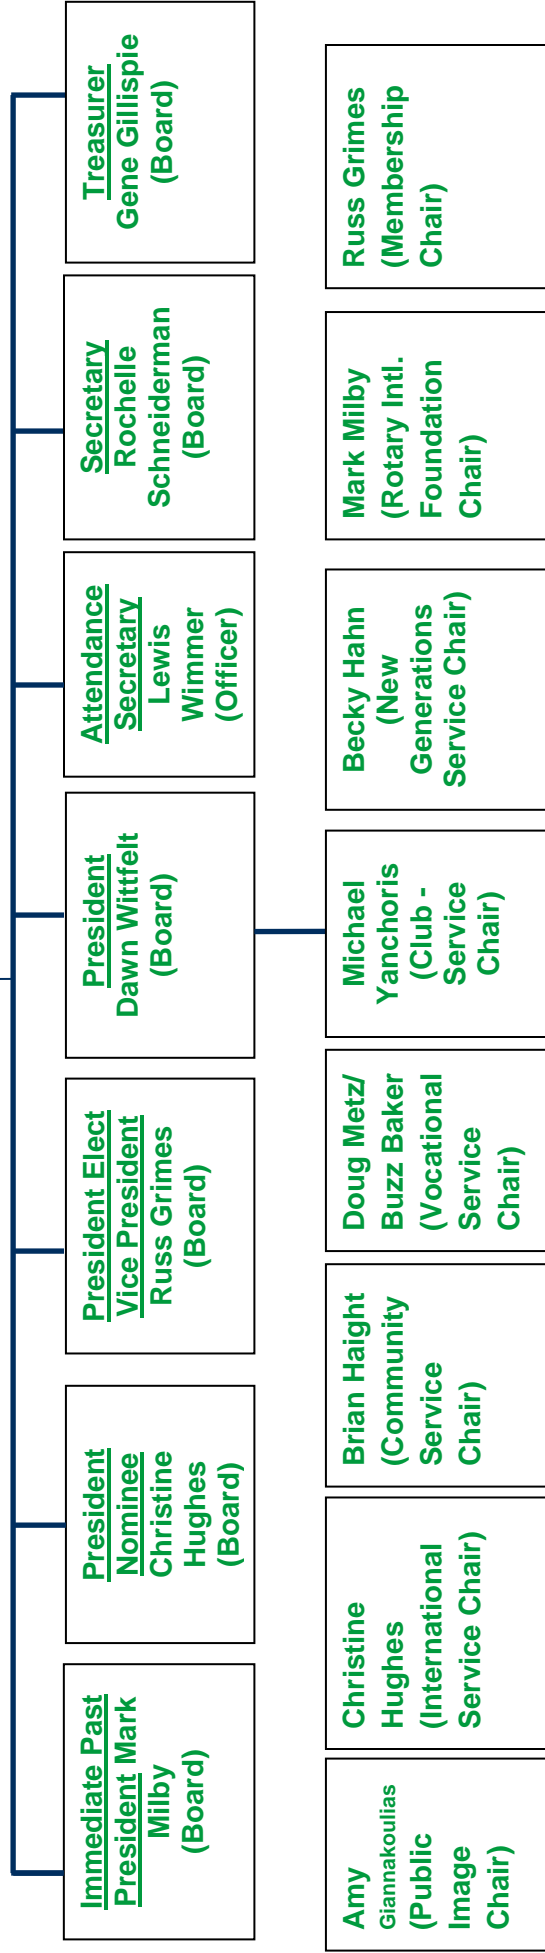 Immediate Past
President Mark
Milby
(Board)
President
Nominee
Christine
Hughes
(Board)
President Elect
Vice President
Russ Grimes
(Board)
President
Dawn Wittfelt
(Board)
Attendance
Secretary
Lewis
Wimmer
(Officer)
Secretary
Rochelle
Schneiderman
(Board)
Treasurer
Gene Gillispie
(Board)
Amy
Giannakoulias
(Public
Image
Chair)
Christine
Hughes
(International
Service Chair)
Brian Haight
(Community
Service
Chair)
Doug Metz/
Buzz Baker
(Vocational
Service
Chair)
Michael
Yanchoris
(Club -
Service
Chair)
Becky Hahn
(New
Generations
Service Chair)
Mark Milby
(Rotary Intl.
Foundation
Chair)
Russ Grimes
(Membership
Chair)